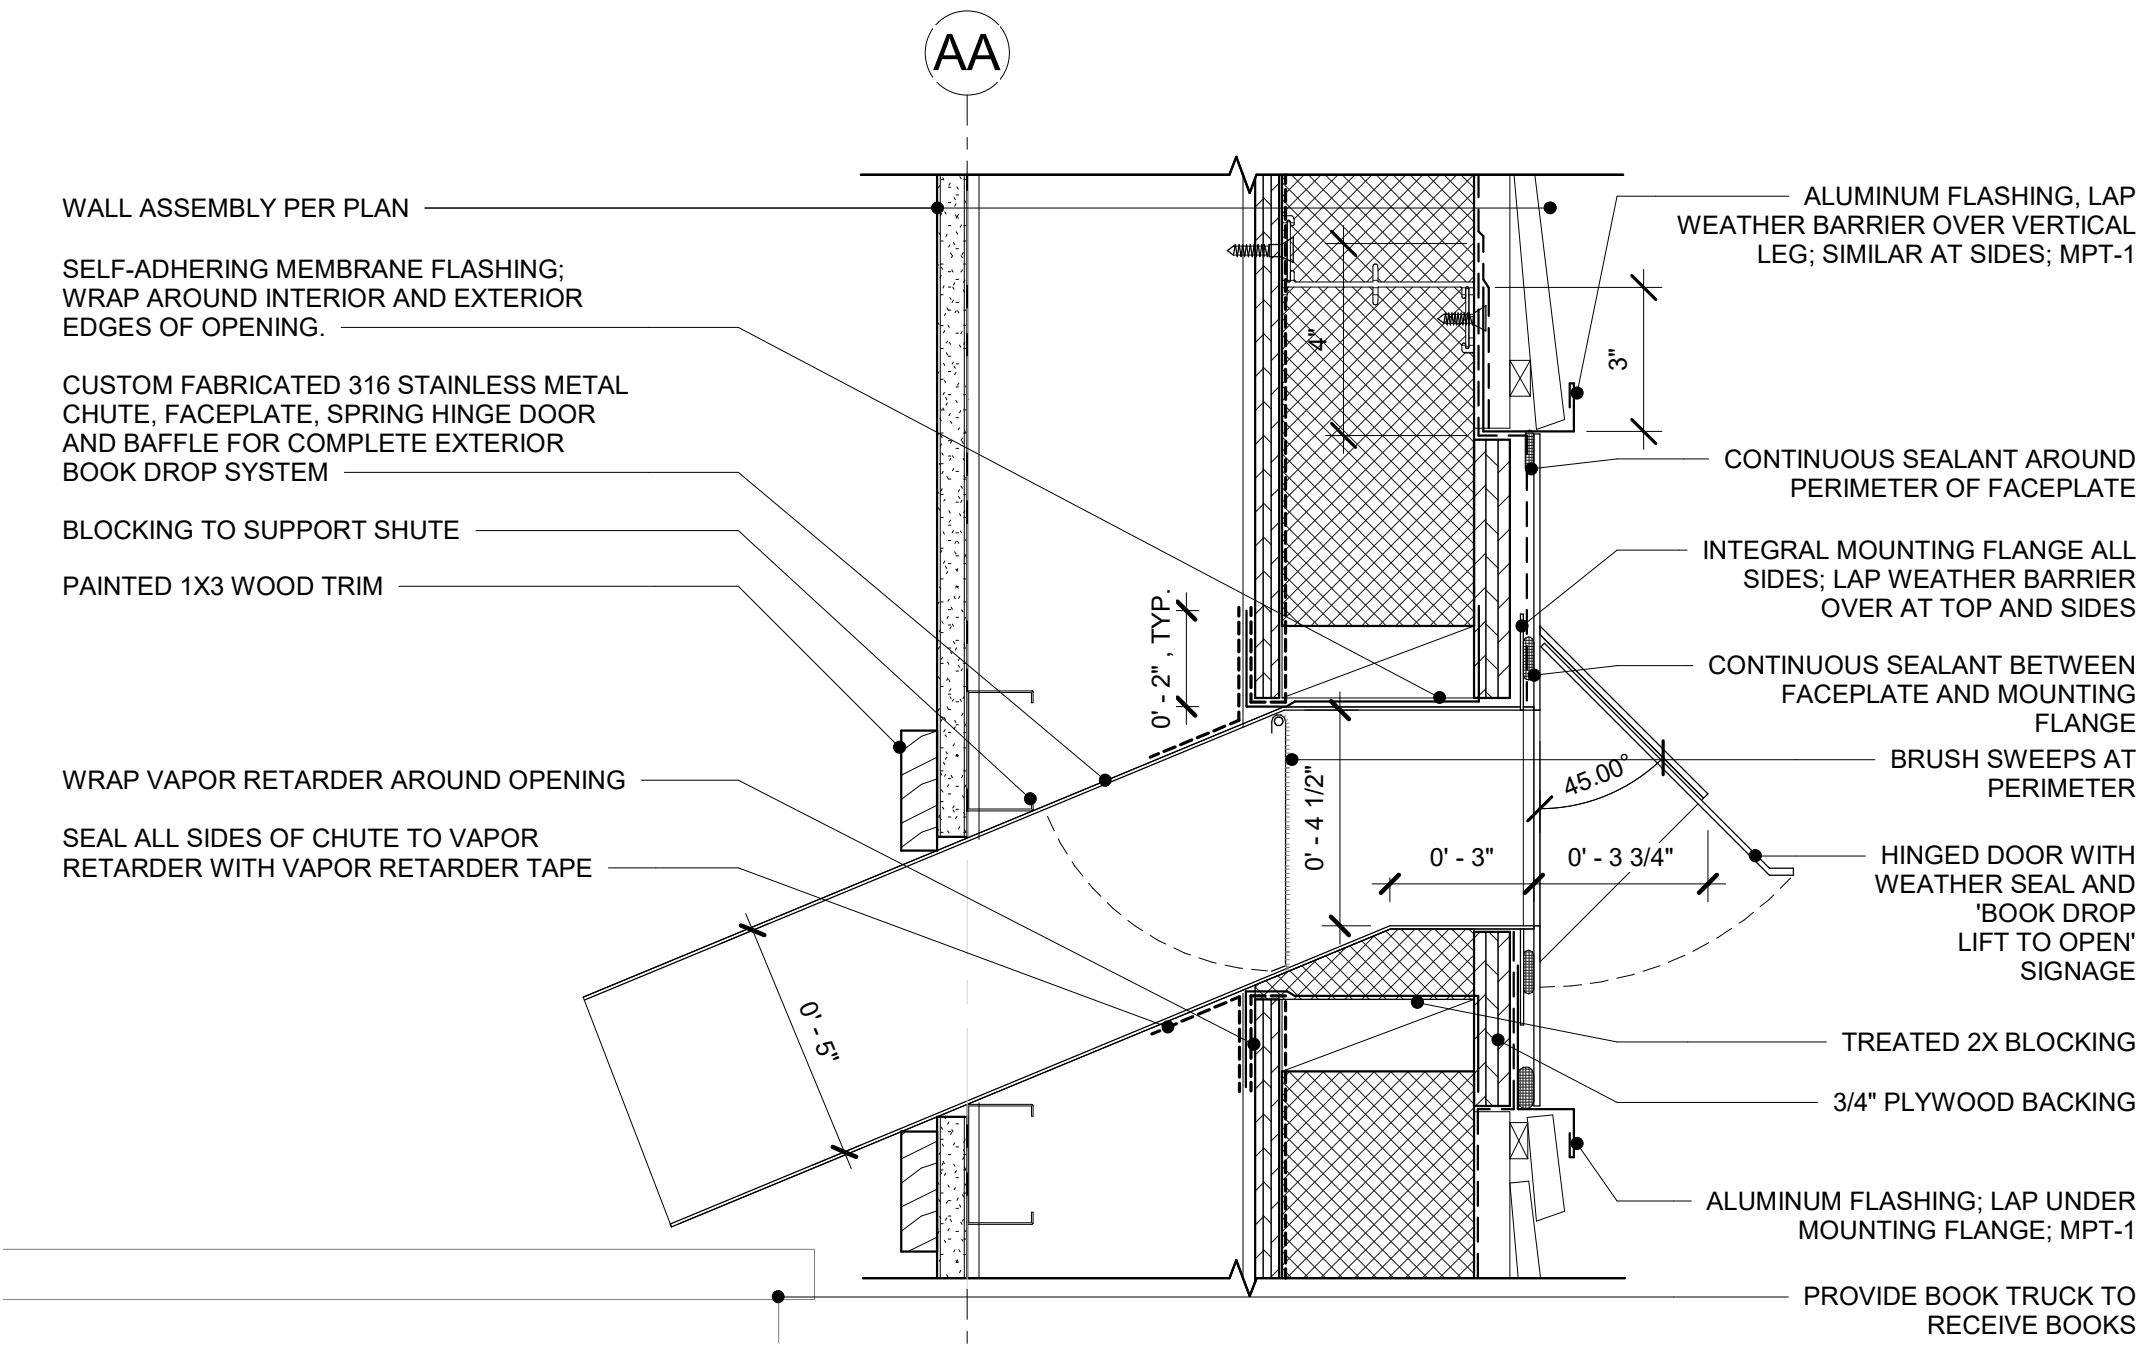 AA
WALL ASSEMBLY PER PLAN
SELF-ADHERING MEMBRANE FLASHING;
WRAP AROUND INTERIOR AND EXTERIOR
EDGES OF OPENING.
CUSTOM FABRICATED 316 STAINLESS METAL
CHUTE, FACEPLATE, SPRING HINGE DOOR
AND BAFFLE FOR COMPLETE EXTERIOR
BOOK DROP SYSTEM
BLOCKING TO SUPPORT SHUTE
PAINTED 1X3 WOOD TRIM
WRAP VAPOR RETARDER AROUND OPENING
SEAL ALL SIDES OF CHUTE TO VAPOR
RETARDER WITH VAPOR RETARDER TAPE
0' - 5"
0' - 2" , TYP.
4"
3"
0' - 4 1/2"
45.00°
0' - 3"
0' - 3 3/4"
ALUMINUM FLASHING, LAP
WEATHER BARRIER OVER VERTICAL
LEG; SIMILAR AT SIDES; MPT-1
CONTINUOUS SEALANT AROUND
PERIMETER OF FACEPLATE
INTEGRAL MOUNTING FLANGE ALL
SIDES; LAP WEATHER BARRIER
OVER AT TOP AND SIDES
CONTINUOUS SEALANT BETWEEN
FACEPLATE AND MOUNTING
FLANGE
BRUSH SWEEPS AT
PERIMETER
HINGED DOOR WITH
WEATHER SEAL AND
'BOOK DROP
LIFT TO OPEN'
SIGNAGE
TREATED 2X BLOCKING
3/4" PLYWOOD BACKING
ALUMINUM FLASHING; LAP UNDER
MOUNTING FLANGE; MPT-1
PROVIDE BOOK TRUCK TO
RECEIVE BOOKS